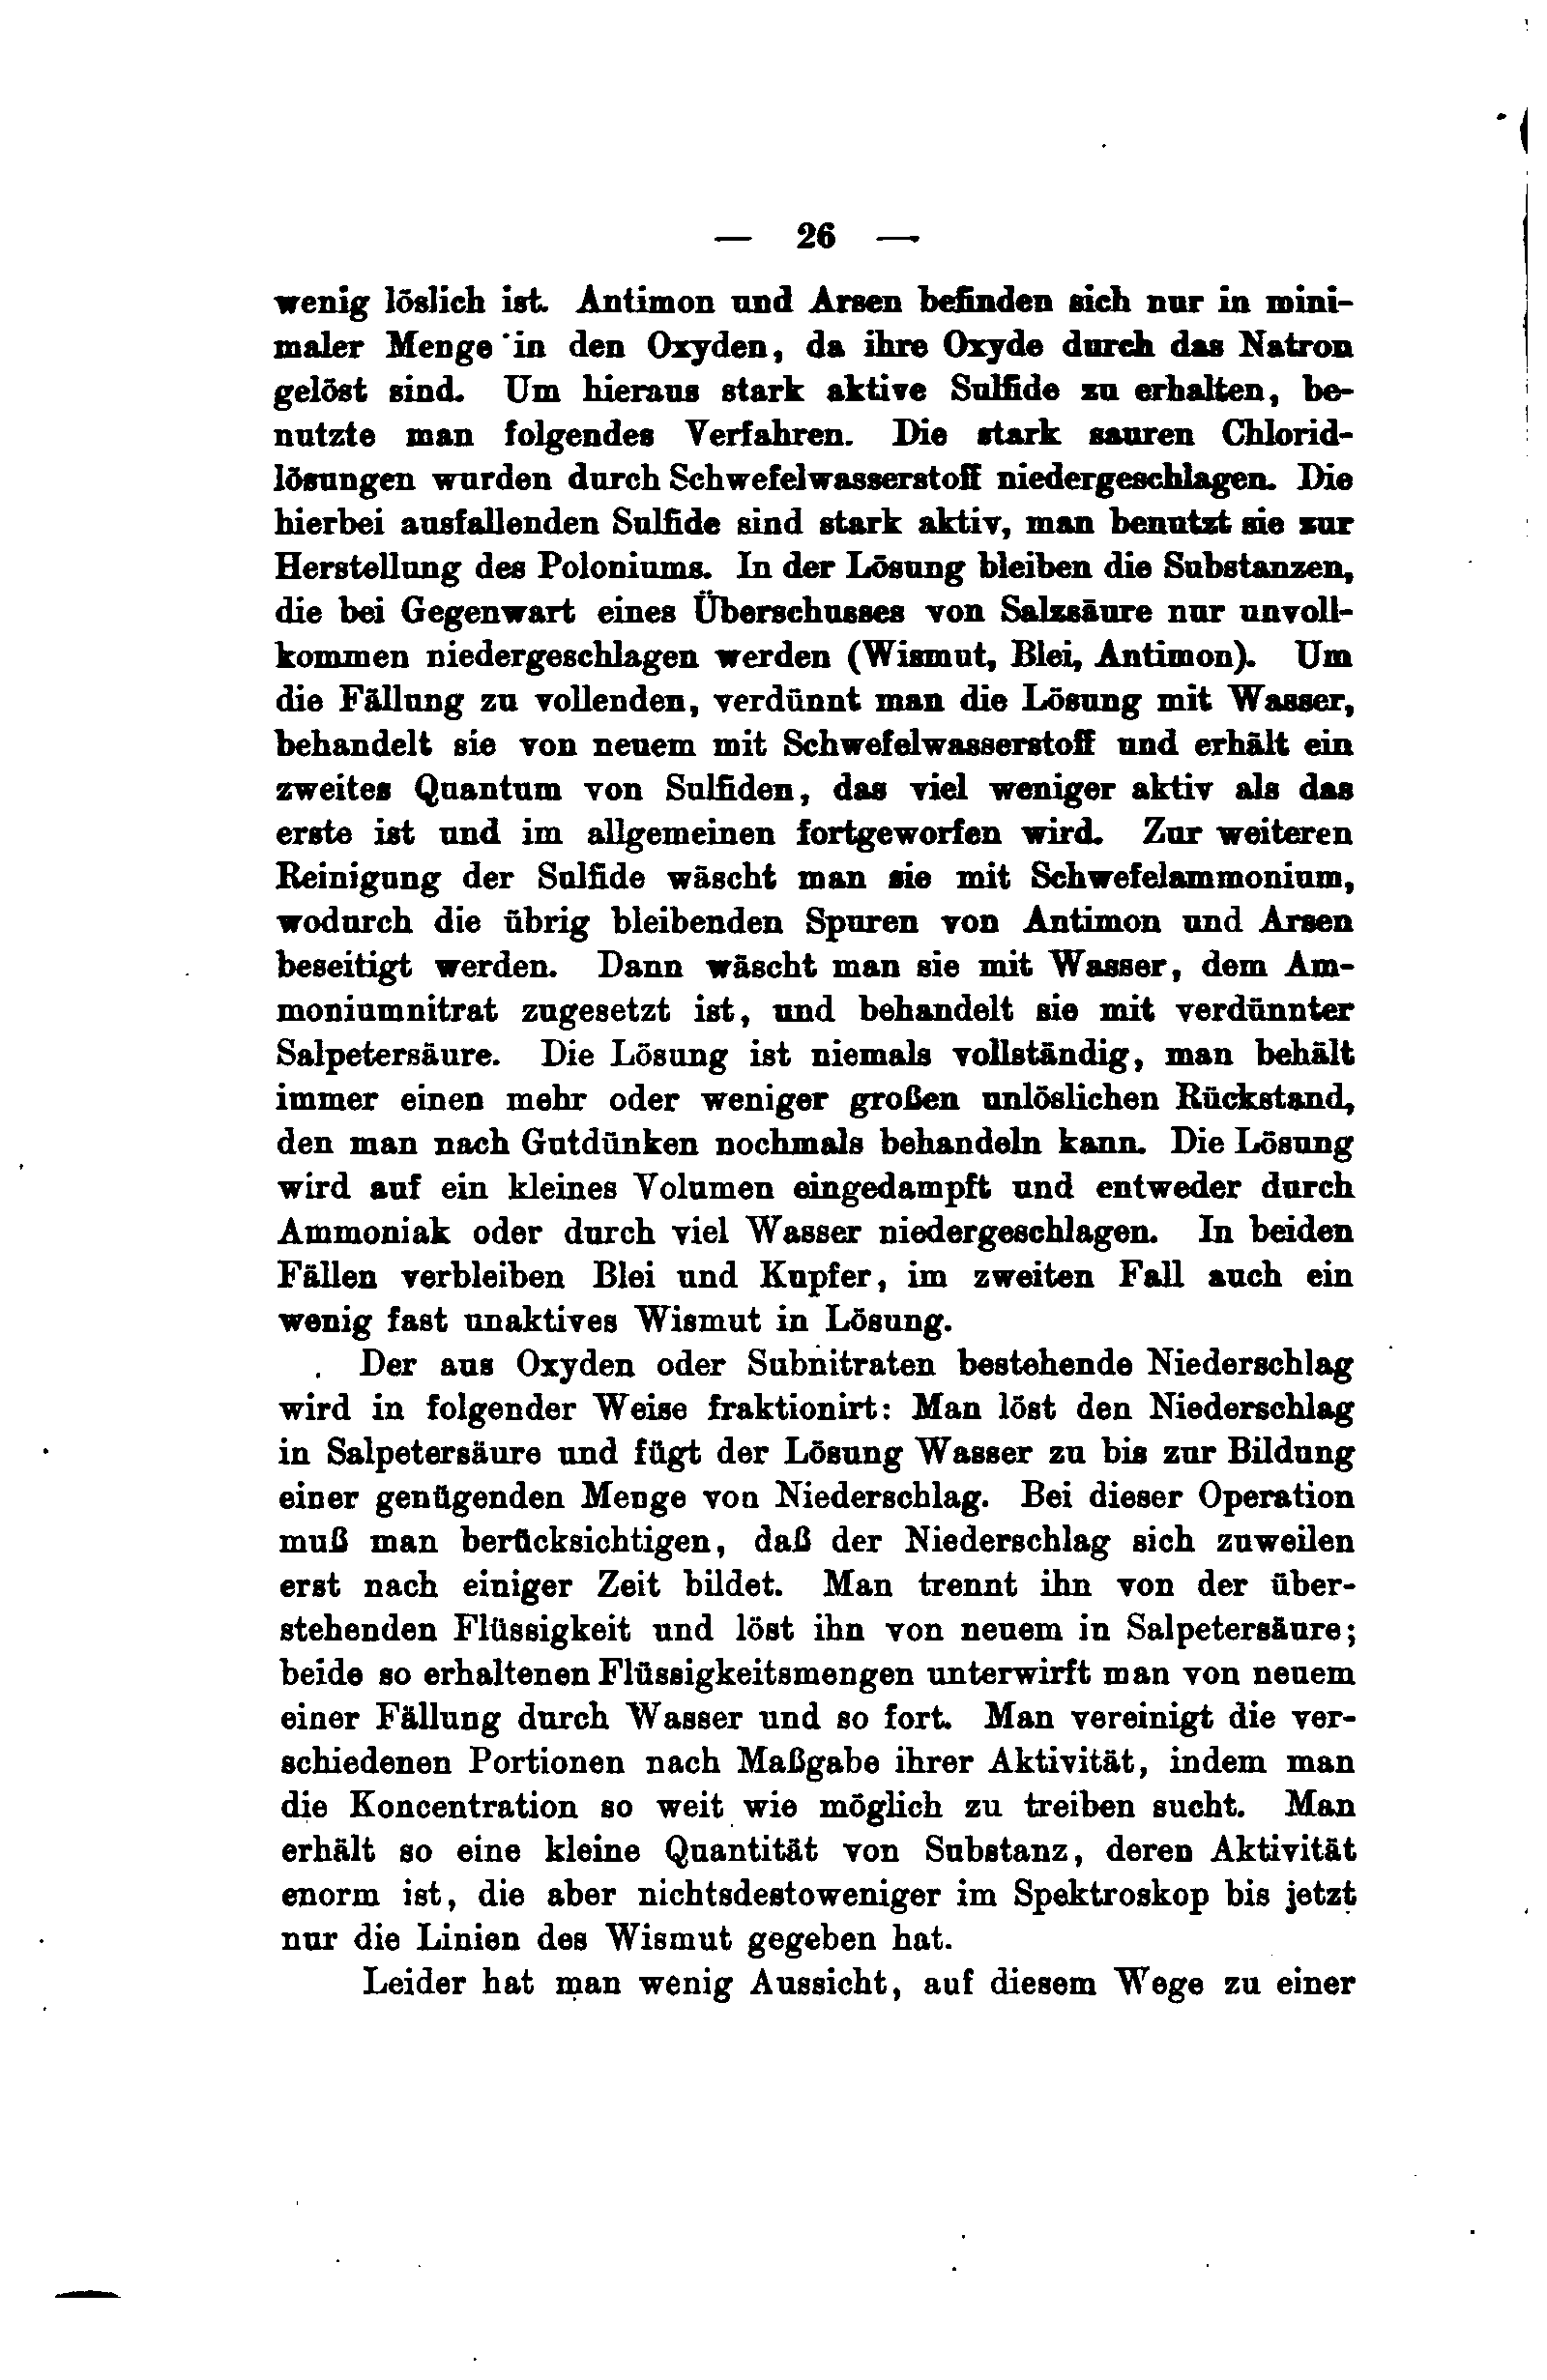 — 26 —
wenig löslich ist. Antimon und Arsen befinden sich nur in mini-
maler Menge in den Oxyden, da ihre Oxyde durch das Natron
gelöst sind. Um hieraus stark aktive Sulfide zu erhalten, be-
nutzte man folgendes Verfahren. Die stark sauren Chlorid-
lösungen wurden durch Schwefelwasserstoff niedergeschlagen. Die
hierbei ausfallenden Sulfide sind stark aktiv, man benutzt sie zur
Herstellung des Poloniums. In der Lösung bleiben die Substanzen,
die bei Gegenwart eines Überschusses von Salzsäure nur unvoll-
kommen niedergeschlagen werden (Wismut, Blei, Antimon). Um
die Fällung zu vollenden, verdünnt man die Lösung mit Wasser,
behandelt sie von neuem mit Schwefelwasserstoff und erhält ein
zweites Quantum von Sulfiden, das viel weniger aktiv als das
erste ist und im allgemeinen fortgeworfen wird. Zur weiteren
Reinigung der Sulfide wäscht man sie mit Schwefelammonium,
wodurch die übrig bleibenden Spuren von Antimon und Arsen
beseitigt werden. Dann wäscht man sie mit Wasser, dem Am-
moniumnitrat zugesetzt ist, und behandelt sie mit verdünnter
Salpetersäure. Die Lösung ist niemals vollständig, man behält
immer einen mehr oder weniger großen unlöslichen Rückstand,
den man nach Gutdünken nochmals behandeln kann. Die Lösung
wird auf ein kleines Volumen eingedampft und entweder durch
Ammoniak oder durch viel Wasser niedergeschlagen. In beiden
Fällen verbleiben Blei und Kupfer, im zweiten Fall auch ein
wenig fast unaktives Wismut in Lösung.
Der aus Oxyden oder Subnitraten bestehende Niederschlag
wird in folgender Weise fraktionirt: Man löst den Niederschlag
in Salpetersäure und fügt der Lösung Wasser zu bis zur Bildung
einer genügenden Menge von Niederschlag. Bei dieser Operation
muß man berücksichtigen, daß der Niederschlag sich zuweilen
erst nach einiger Zeit bildet. Man trennt ihn von der über-
stehenden Flüssigkeit und löst ihn von neuem in Salpetersäure;
beide so erhaltenen Flüssigkeitsmengen unterwirft man von neuem
einer Fällung durch Wasser und so fort. Man vereinigt die ver-
schiedenen Portionen nach Maßgabe ihrer Aktivität, indem man
die Koncentration so weit wie möglich zu treiben sucht. Man
erhält so eine kleine Quantität von Substanz, deren Aktivität
enorm ist, die aber nichtsdestoweniger im Spektroskop bis jetzt
nur die Linien des Wismut gegeben hat.
Leider hat man wenig Aussicht, auf diesem Wege zu einer